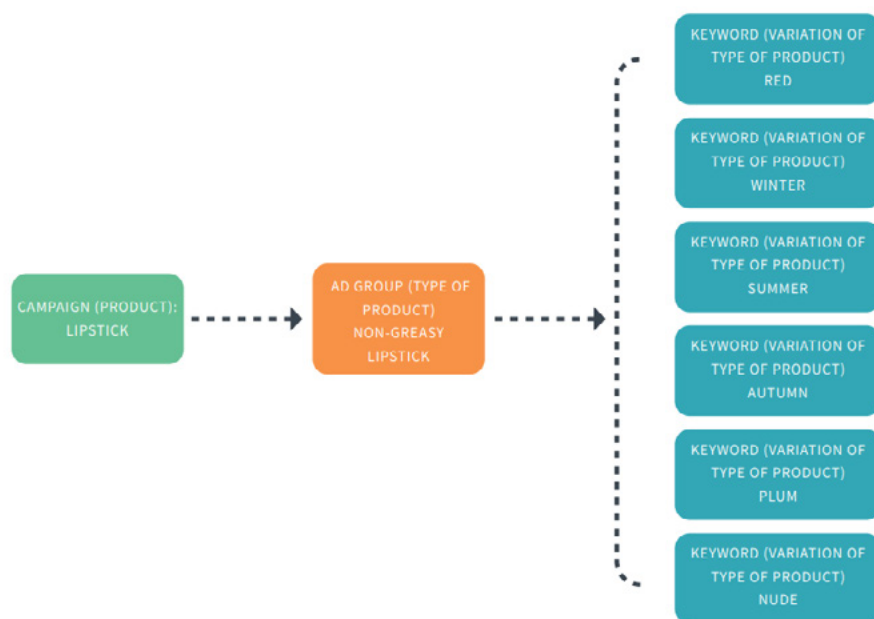 CAMPAIGN (PRODUCT):
LIPSTICK
AD GROUP (TYPE OF
PRODUCT)
NON-GREASY
LIPSTICK
KEYWORD (VARIATION OF
TYPE OF PRODUCT)
RED
KEYWORD (VARIATION OF
TYPE OF PRODUCT)
WINTER
KEYWORD (VARIATION OF
TYPE OF PRODUCT)
SUMMER
KEYWORD (VARIATION OF
TYPE OF PRODUCT)
AUTUMN
KEYWORD (VARIATION OF
TYPE OF PRODUCT)
PLUM
KEYWORD (VARIATION OF
TYPE OF PRODUCT)
NUDE